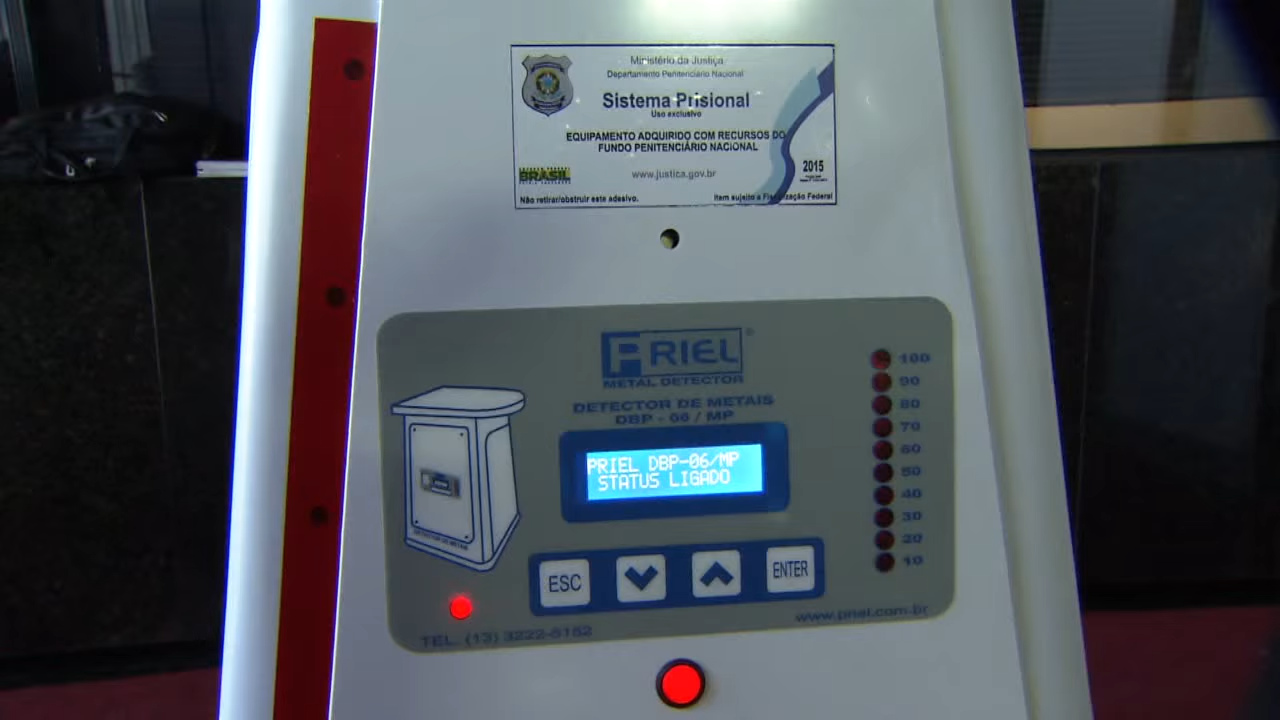 Ministério da Justiça
Departamento Penitenciário Nacional
Sistema Prisional
Uso exclusivo
EQUIPAMENTO ADQUIRIDO COM RECURSOS DO
FUNDO PENITENCIÁRIO NACIONAL
BRASIL
www.justica.gov.br
2015
Não retirar/obstruir este adesivo.
Item sujeito a Fiscalização Federal
PRIEL
METAL DETECTOR
DETECTOR DE METAIS
DBP - 06 / MP
PRIEL DBP-06/MP
STATUS LIGADO
100
90
80
70
60
50
40
30
20
10
DETECTOR DE METAIS
ESC
ENTER
www.priel.com.br
TEL. (13) 3222-5152